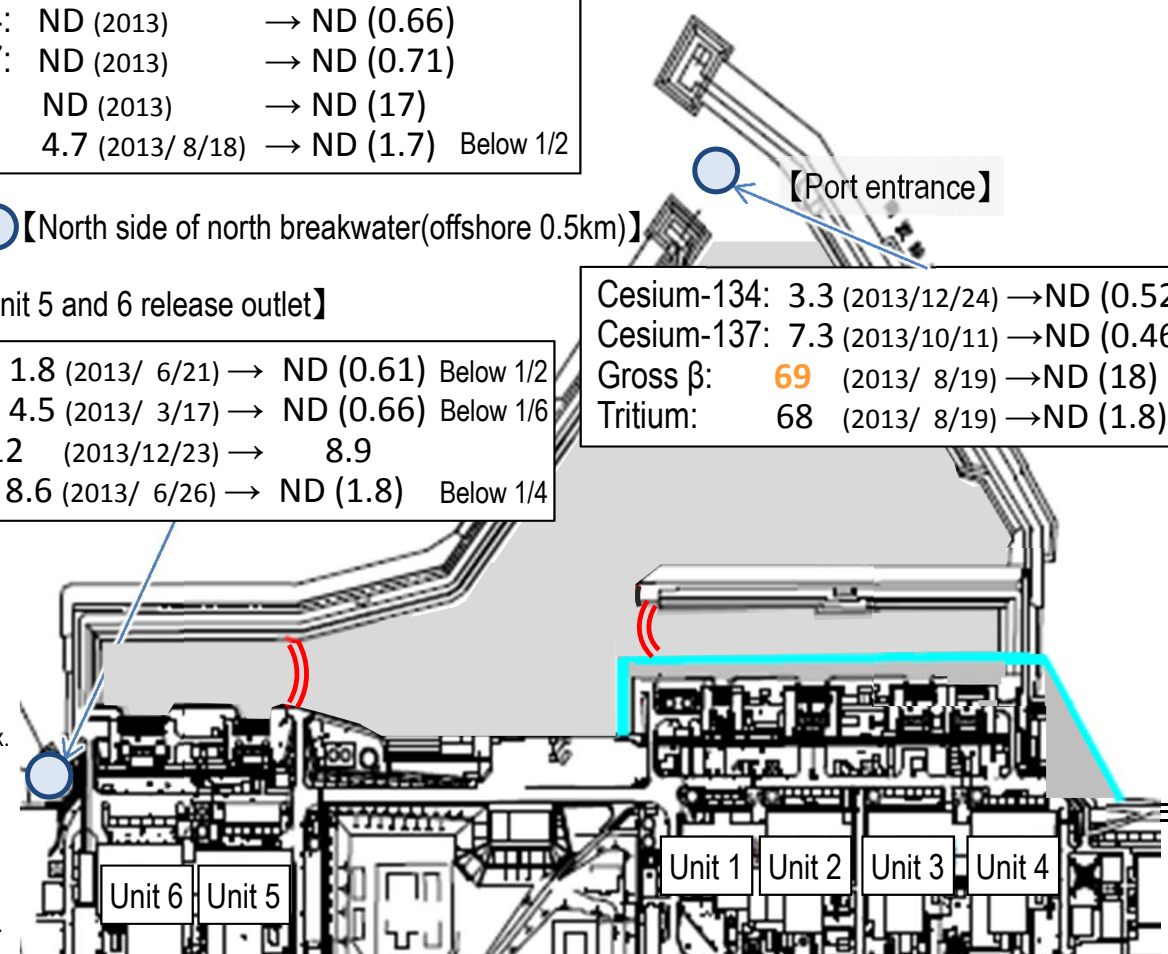 : ND (2013) → ND (0.66)
: ND (2013) → ND (0.71)
ND (2013) → ND (17)
4.7 (2013/ 8/18) → ND (1.7) Below 1/2
【Port entrance】
【North side of north breakwater(offshore 0.5km)】
nit 5 and 6 release outlet】
Cesium-134: 3.3 (2013/12/24) →ND (0.52
Cesium-137: 7.3 (2013/10/11) →ND (0.46
Gross β: 69 (2013/ 8/19) →ND (18)
Tritium: 68 (2013/ 8/19) →ND (1.8)
1.8 (2013/ 6/21) → ND (0.61) Below 1/2
4.5 (2013/ 3/17) → ND (0.66) Below 1/6
12 (2013/12/23) → 8.9
8.6 (2013/ 6/26) → ND (1.8) Below 1/4
x.
Unit 1 Unit 2 Unit 3 Unit 4
Unit 6 Unit 5